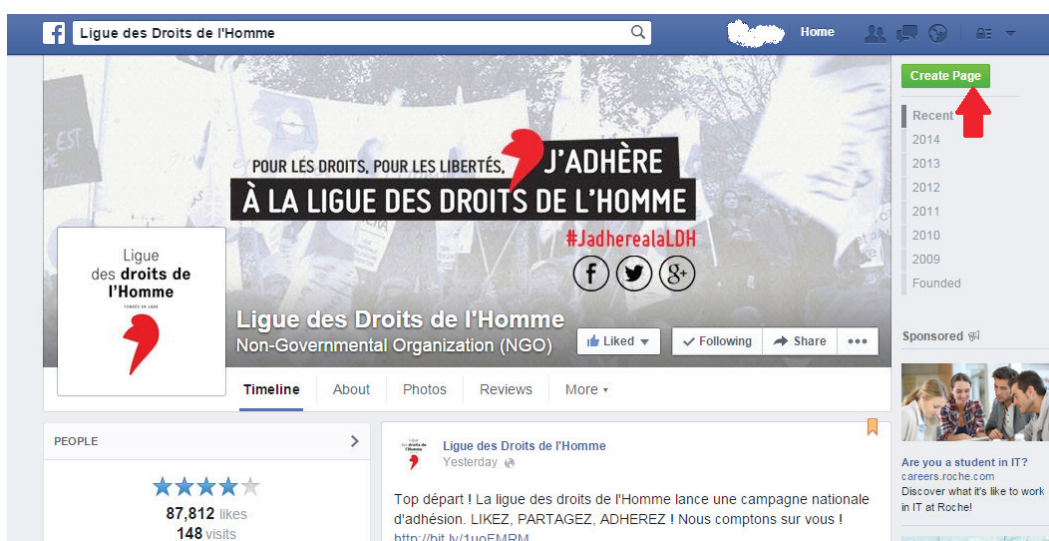 Ligue des Droits de l'Homme
Home
Create Page
Recent
2014
2013
2012
2011
2010
2009
Founded
POUR LES DROITS, POUR LES LIBERTÉS,
J'ADHÈRE
À LA LIGUE DES DROITS DE L'HOMME
#JadherealaLDH
Ligue
des droits de
l'Homme
Ligue des Droits de l'Homme
Non-Governmental Organization (NGO)
Liked
Following
Share
Timeline
About
Photos
Reviews
More
Sponsored
PEOPLE
87,812 likes
148 visits
Ligue des Droits de l'Homme
Yesterday
Top départ ! La ligue des droits de l'Homme lance une campagne nationale
d'adhésion. LIKEZ, PARTAGEZ, ADHEREZ ! Nous comptons sur vous !
http://bit.ly/1uoEMRM
Are you a student in IT?
careers.roche.com
Discover what it's like to work
in IT at Roche!